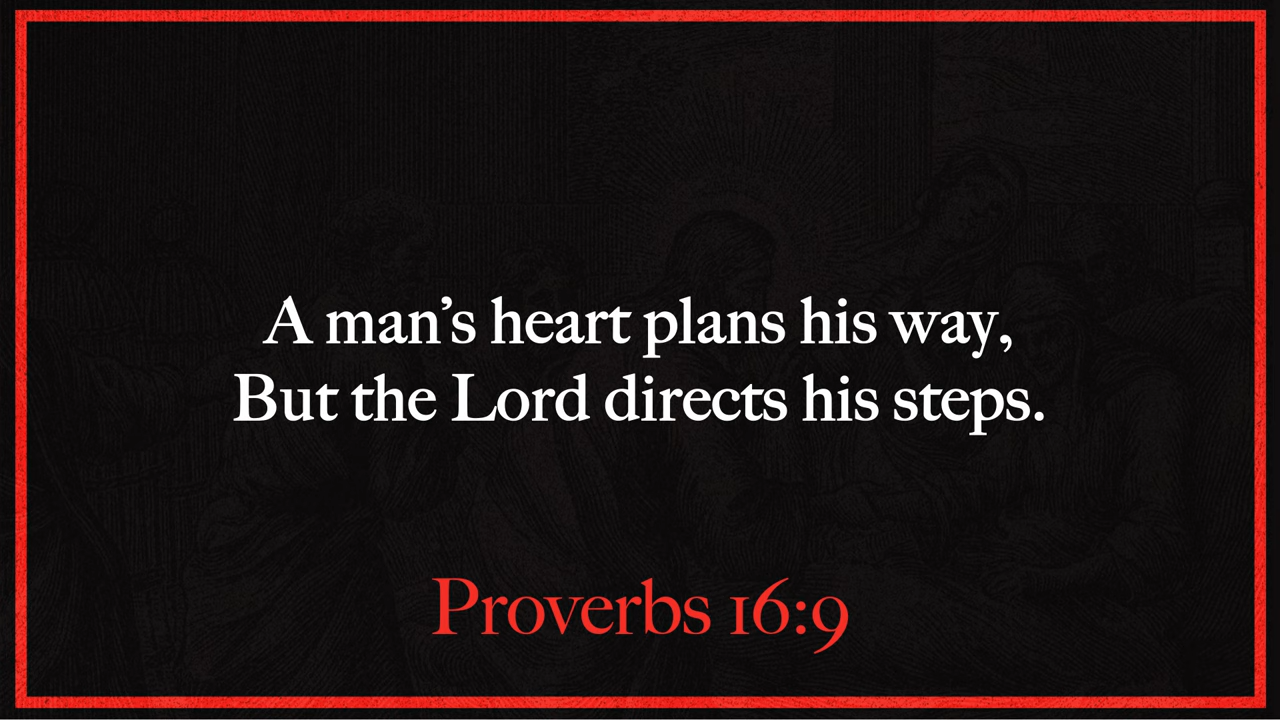 A man’s heart plans his way,
But the Lord directs his steps.
Proverbs 16:9